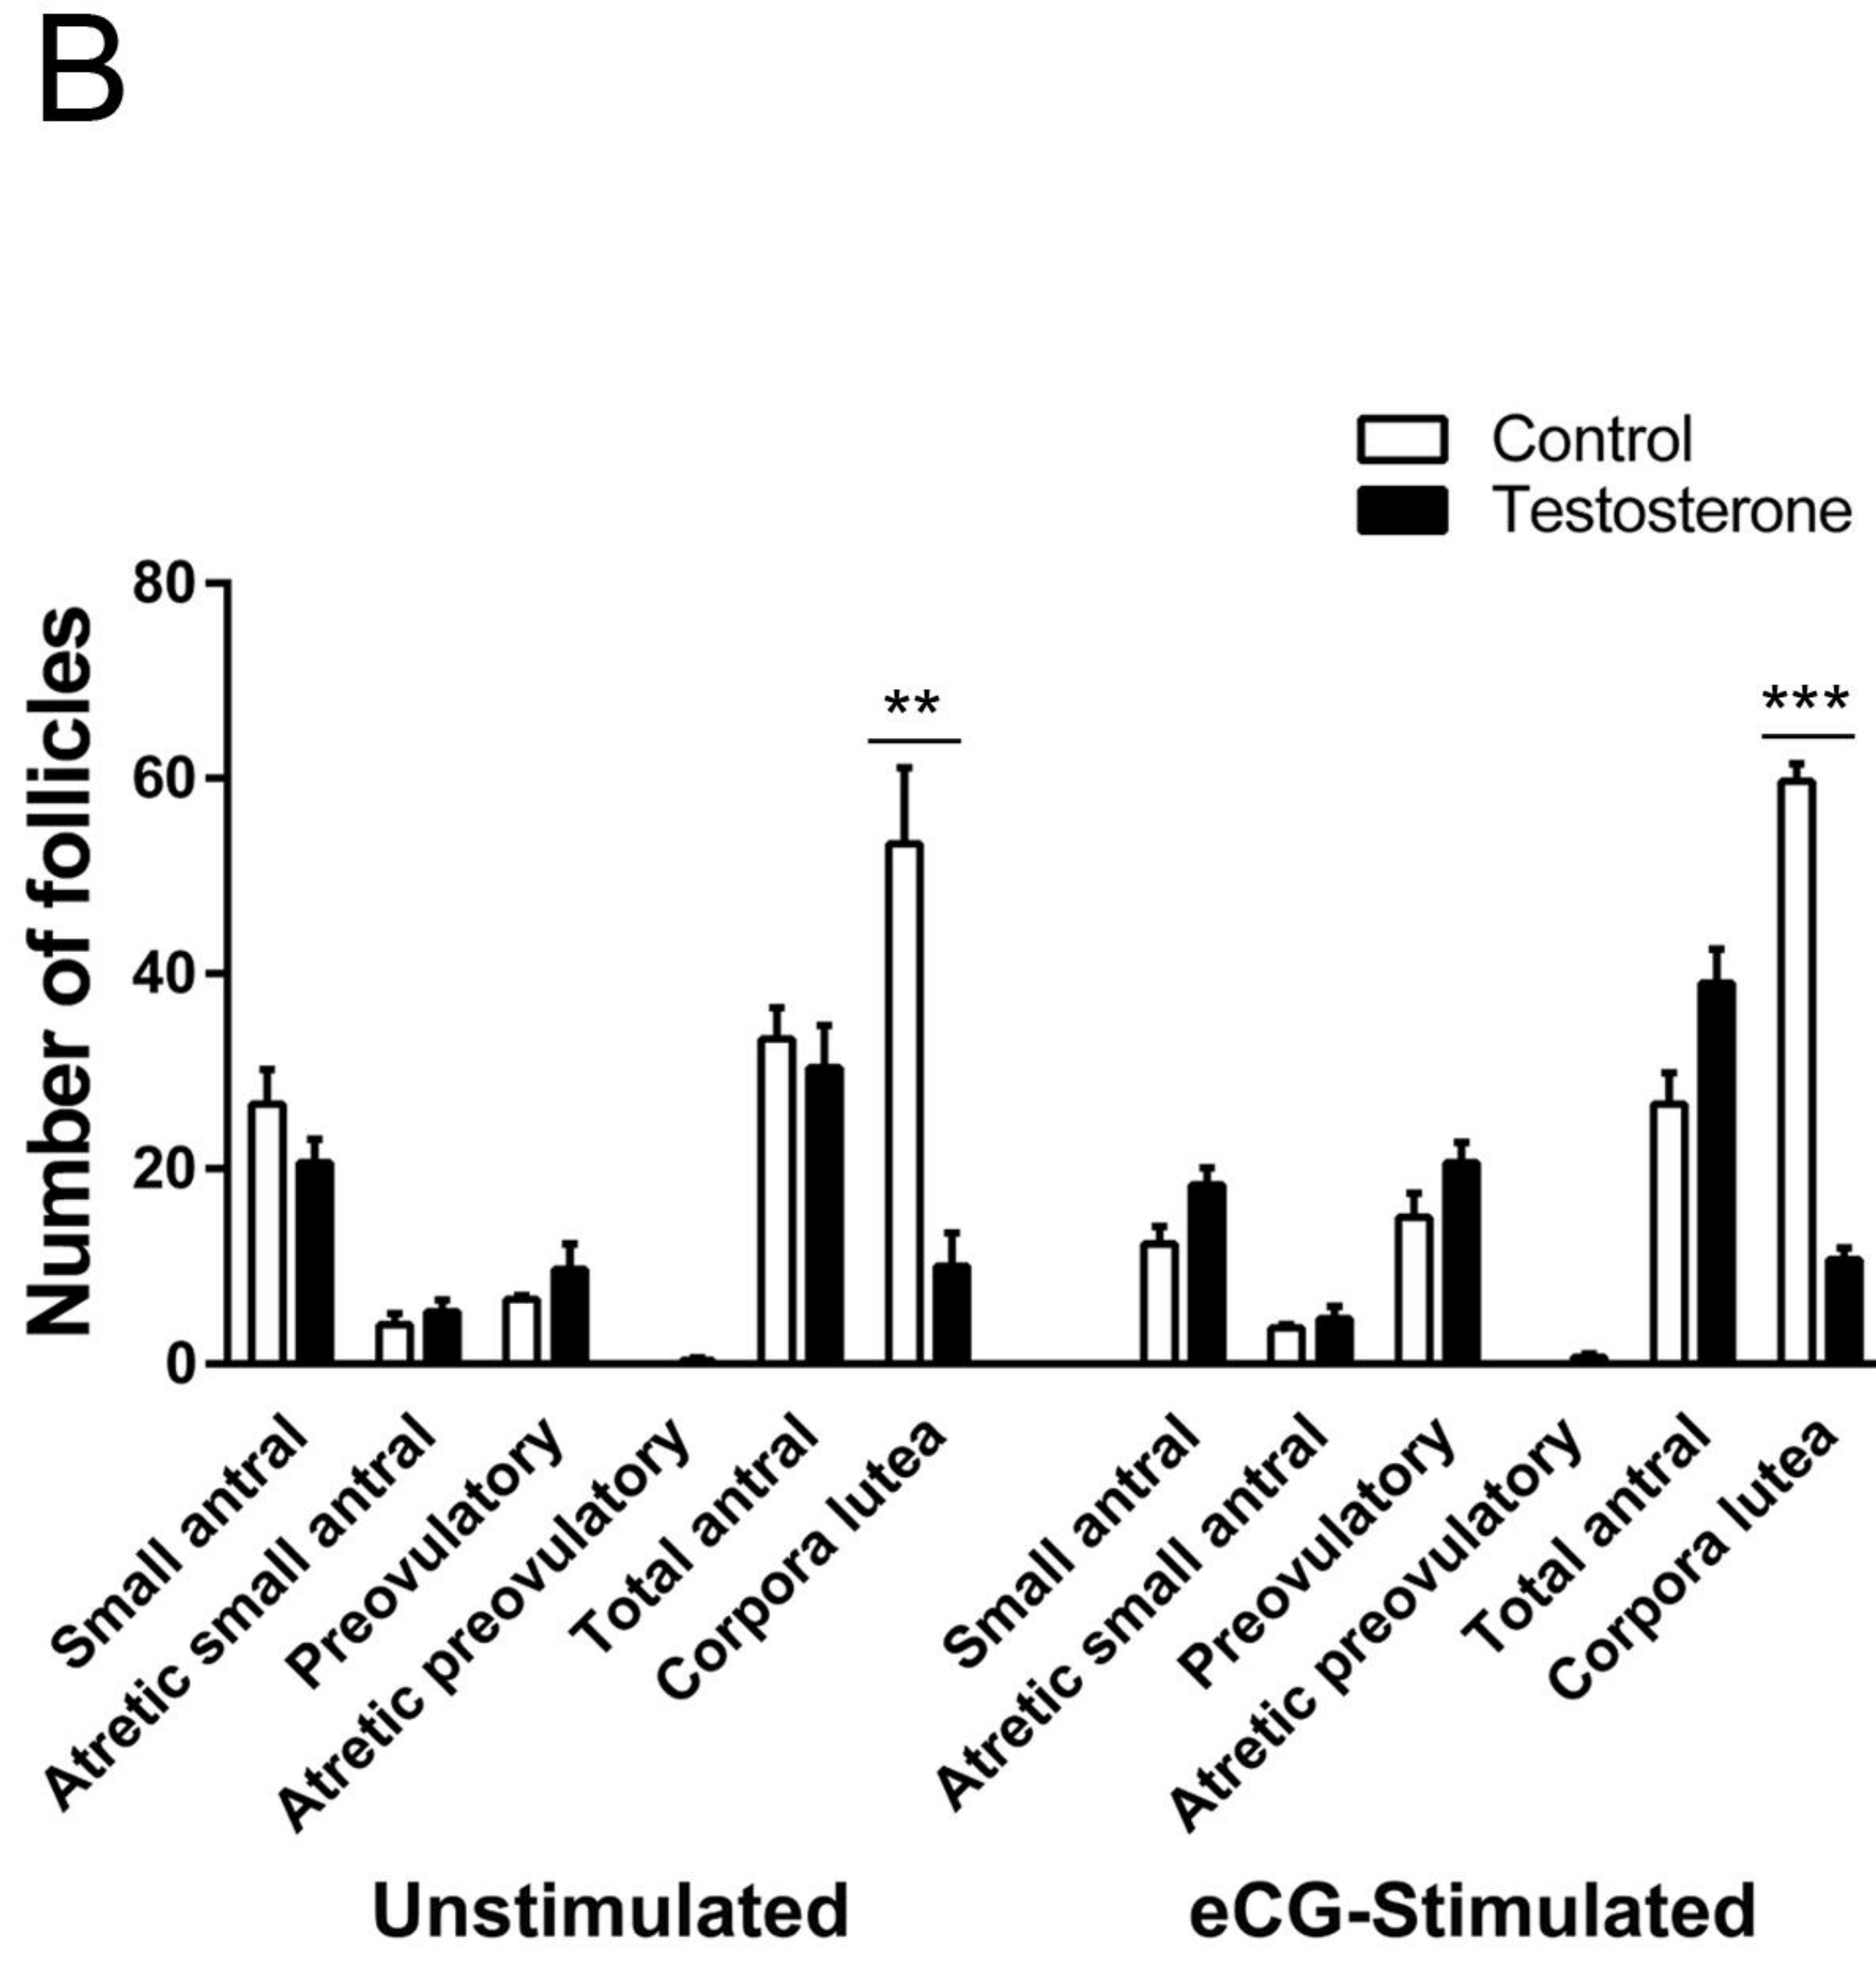 B
Control
Testosterone
Number of follicles
80
60
40
20
0
**
***
Small antral
Atretic small antral
Preovulatory
Atretic preovulatory
Total antral
Corpora lutea
Small antral
Atretic small antral
Preovulatory
Atretic preovulatory
Total antral
Corpora lutea
Unstimulated
eCG-Stimulated